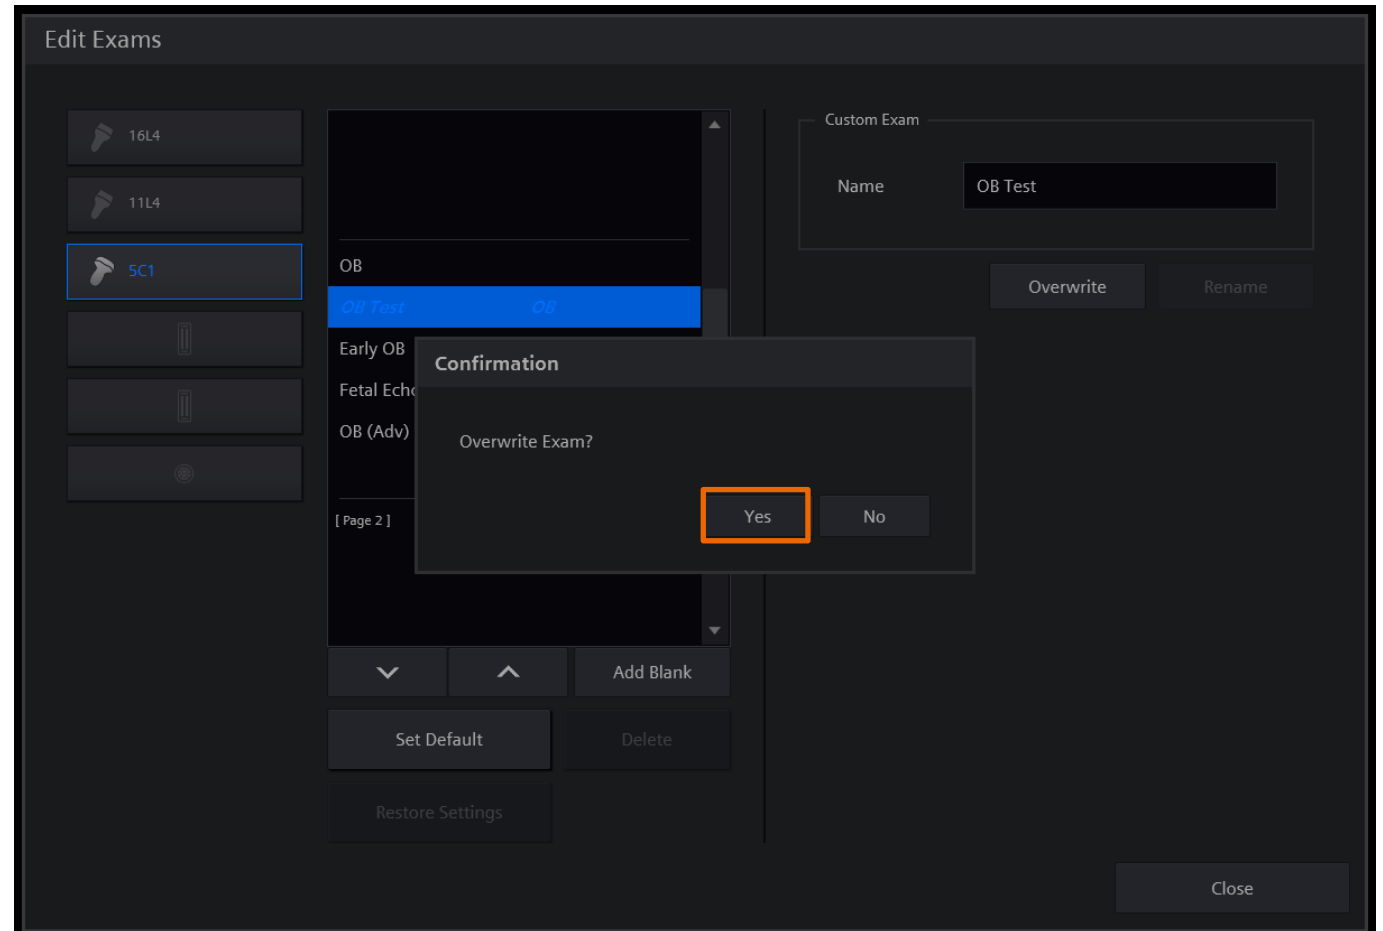 Edit Exams
16L4
11L4
5C1
OB
OB Test OB
Early OB
Fetal Echo
OB (Adv)
[ Page 2 ]
Add Blank
Set Default
Delete
Restore Settings
Custom Exam
Name OB Test
Overwrite
Rename
Confirmation
Overwrite Exam?
Yes
No
Close